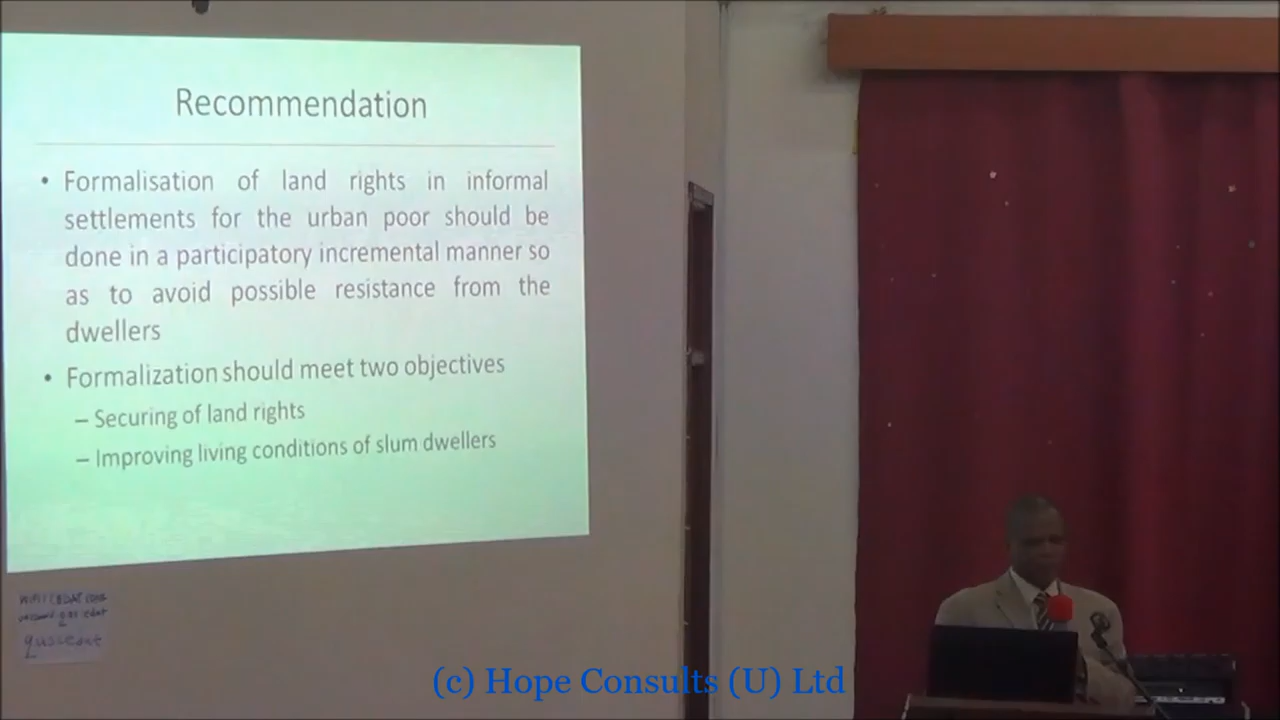 Recommendation
• Formalisation of land rights in informal
settlements for the urban poor should be
done in a participatory incremental manner so
as to avoid possible resistance from the
dwellers
• Formalization should meet two objectives
– Securing of land rights
– Improving living conditions of slum dwellers
(c) Hope Consults (U) Ltd